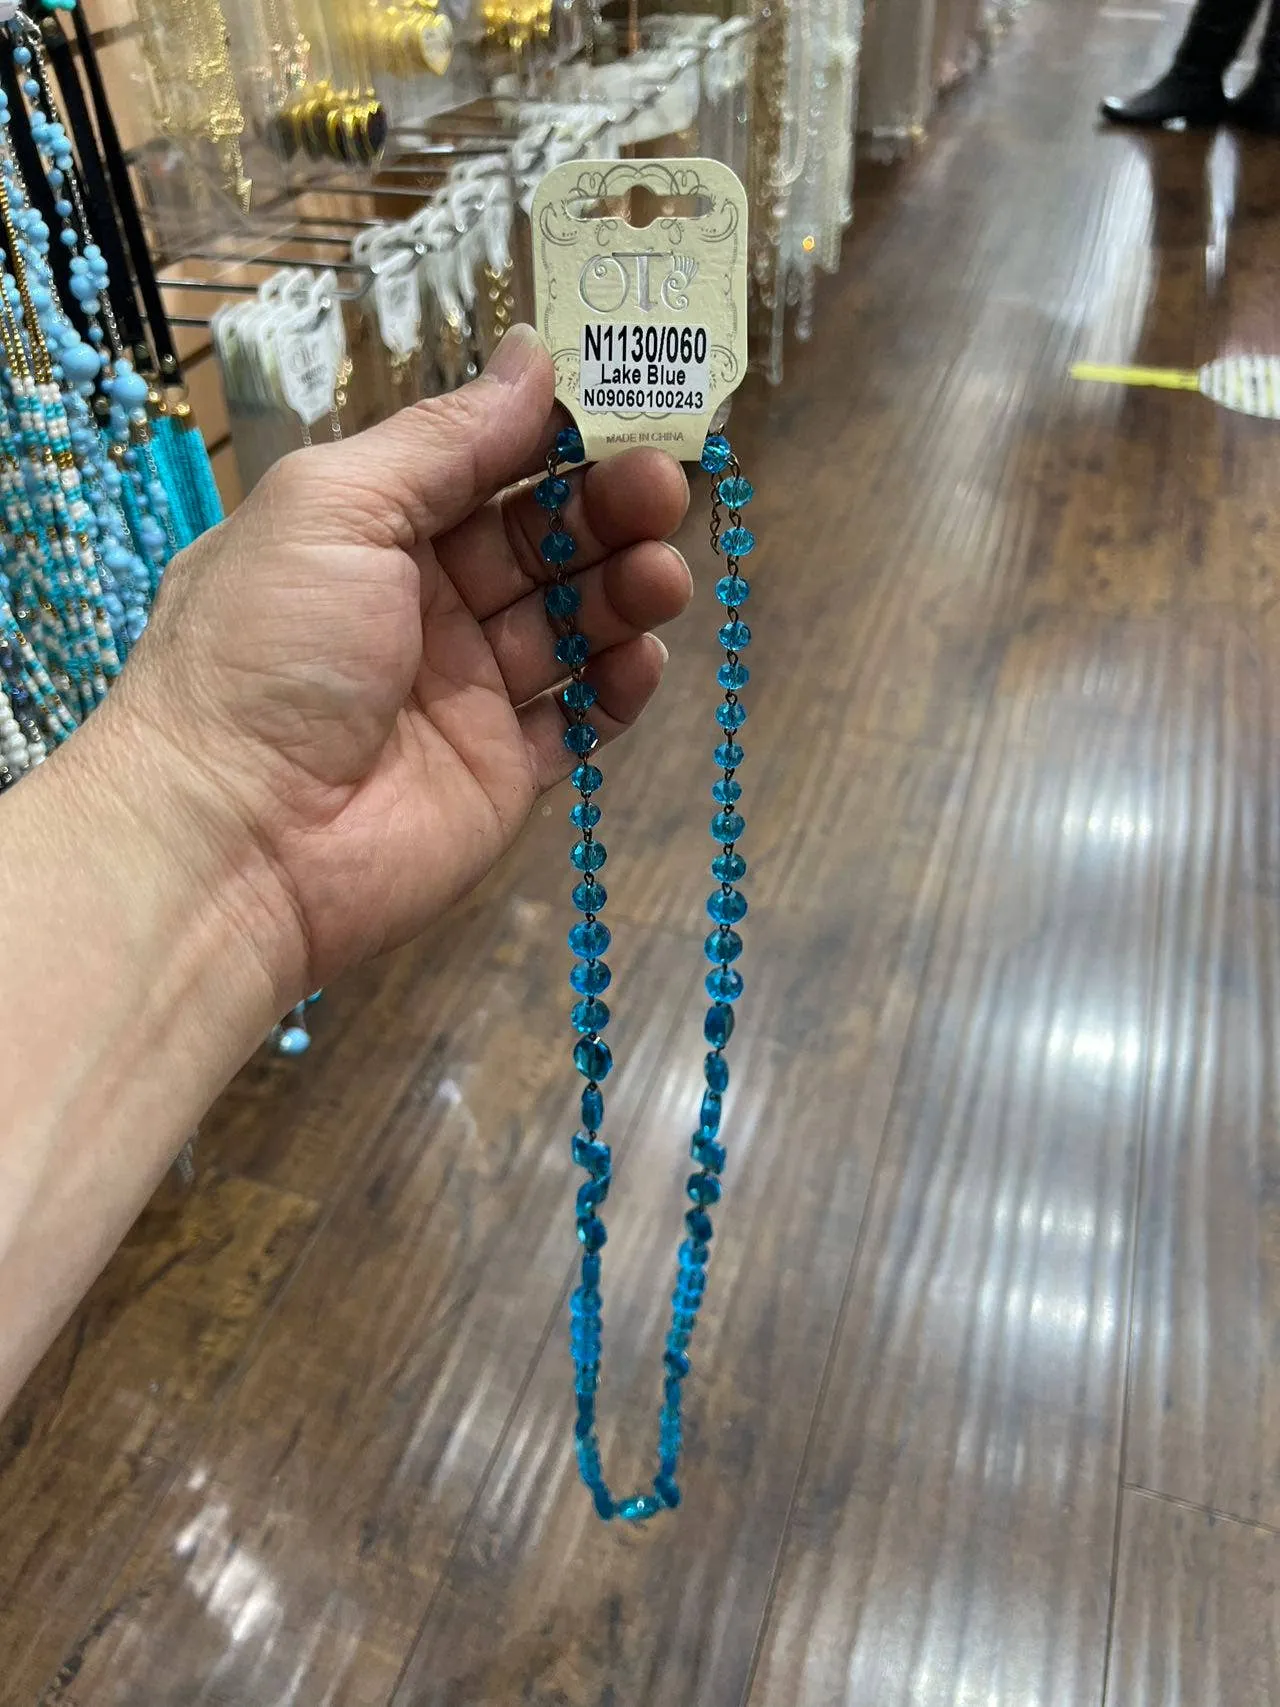 OTC
N1130/060
Lake Blue
N09060100243
MADE IN CHINA